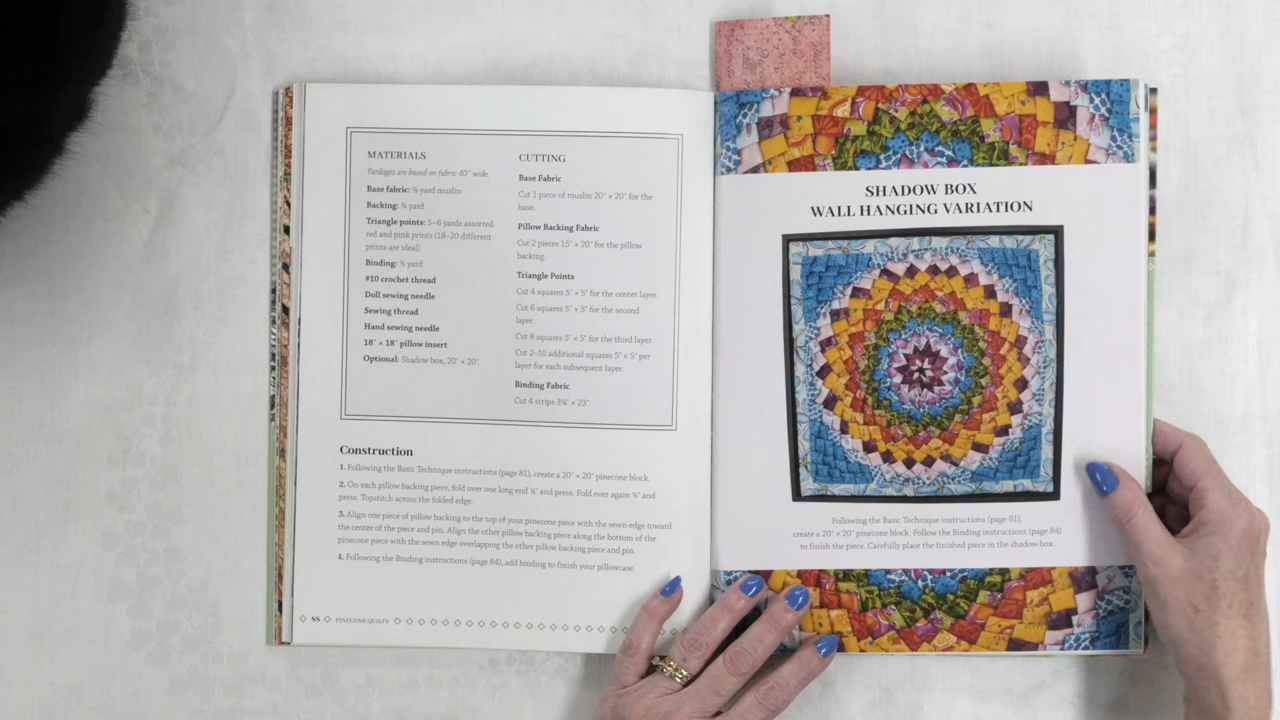 MATERIALS
Yardages are based on fabric 40" wide.
Base fabric: ⅝ yard muslin
Backing: ¾ yard
Triangle points: 5–6 yards assorted
red and pink prints (18–20 different
prints are ideal)
Binding: ½ yard
#10 crochet thread
Doll sewing needle
Sewing thread
Hand sewing needle
18" × 18" pillow insert
Optional: Shadow box, 20" × 20"
CUTTING
Base Fabric
Cut 1 piece of muslin 20" × 20" for the
base.
Pillow Backing Fabric
Cut 2 pieces 15" × 20" for the pillow
backing.
Triangle Points
Cut 4 squares 5" × 5" for the center layer.
Cut 6 squares 5" × 5" for the second
layer.
Cut 8 squares 5" × 5" for the third layer.
Cut 2–10 additional squares 5" × 5" per
layer for each subsequent layer.
Binding Fabric
Cut 4 strips 3¼" × 23".
Construction
1. Following the Basic Technique instructions (page 81), create a 20" × 20" pinecone block.
2. On each pillow backing piece, fold over one long end ½" and press. Fold over again ½" and
press. Topstitch across the folded edge.
3. Align one piece of pillow backing to the top of your pinecone piece with the sewn edge toward
the center of the piece and pin. Align the other pillow backing piece along the bottom of the
pinecone piece with the sewn edge overlapping the other pillow backing piece and pin.
4. Following the Binding instructions (page 84), add binding to finish your pillowcase.
88 PINECONE QUILTS
SHADOW BOX
WALL HANGING VARIATION
Following the Basic Technique instructions (page 81),
create a 20" × 20" pinecone block. Follow the Binding instructions (page 84)
to finish the piece. Carefully place the finished piece in the shadow box.